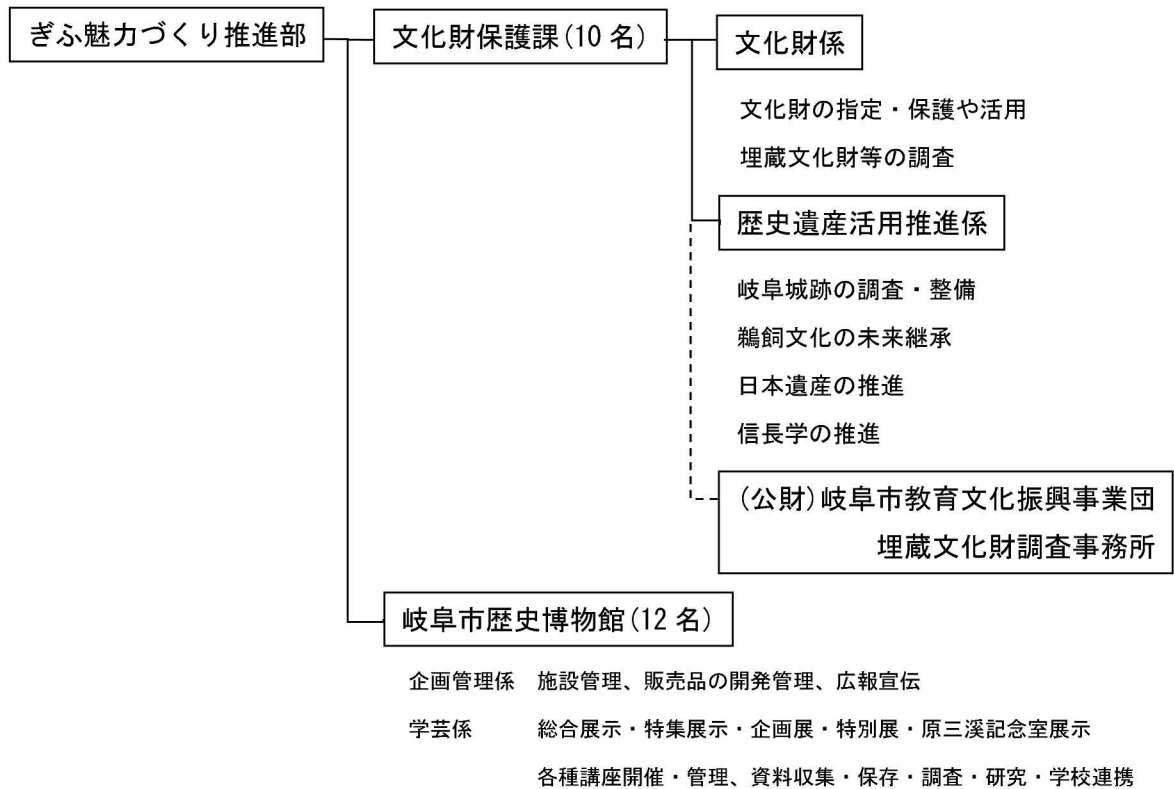 ぎふ魅力づくり推進部
文化財保護課(10名)
文化財係
文化財の指定・保護や活用
埋蔵文化財等の調査
歴史遺産活用推進係
岐阜城跡の調査・整備
鵜飼文化の未来継承
日本遺産の推進
信長学の推進
(公財)岐阜市教育文化振興事業団
埋蔵文化財調査事務所
岐阜市歴史博物館(12名)
企画管理係 施設管理、販売品の開発管理、広報宣伝
学芸係 総合展示・特集展示・企画展・特別展・原三溪記念室展示
各種講座開催・管理、資料収集・保存・調査・研究・学校連携